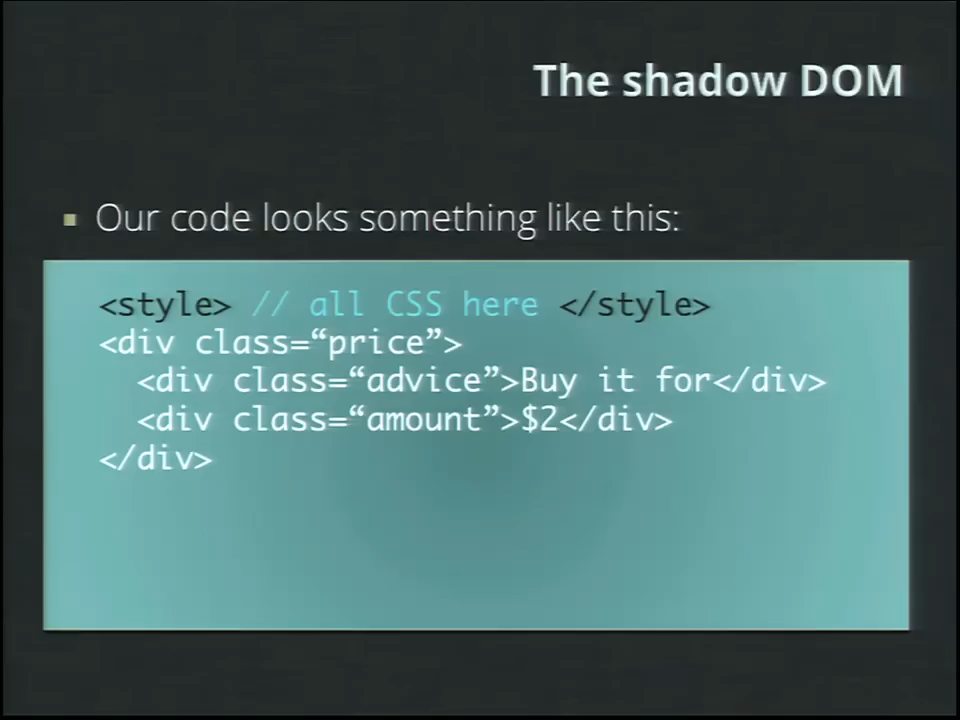 The shadow DOM
Our code looks something like this:
<style> // all CSS here </style>
<div class=“price”>
<div class=“advice”>Buy it for</div>
<div class=“amount”>$2</div>
</div>